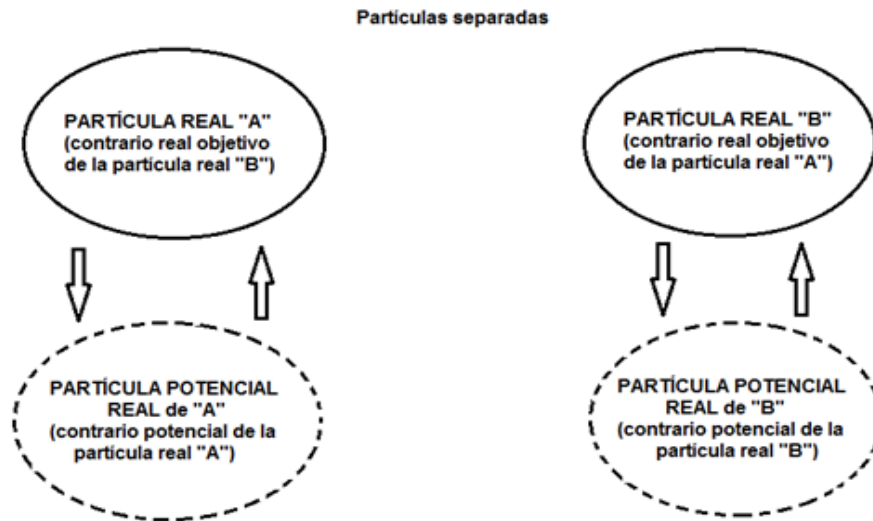 Partículas separadas
PARTÍCULA REAL "A"
(contrario real objetivo
de la partícula real "B")
PARTÍCULA REAL "B"
(contrario real objetivo
de la partícula real "A")
PARTÍCULA POTENCIAL
REAL de "A"
(contrario potencial de la
partícula real "A")
PARTÍCULA POTENCIAL
REAL de "B"
(contrario potencial de la
partícula real "B")